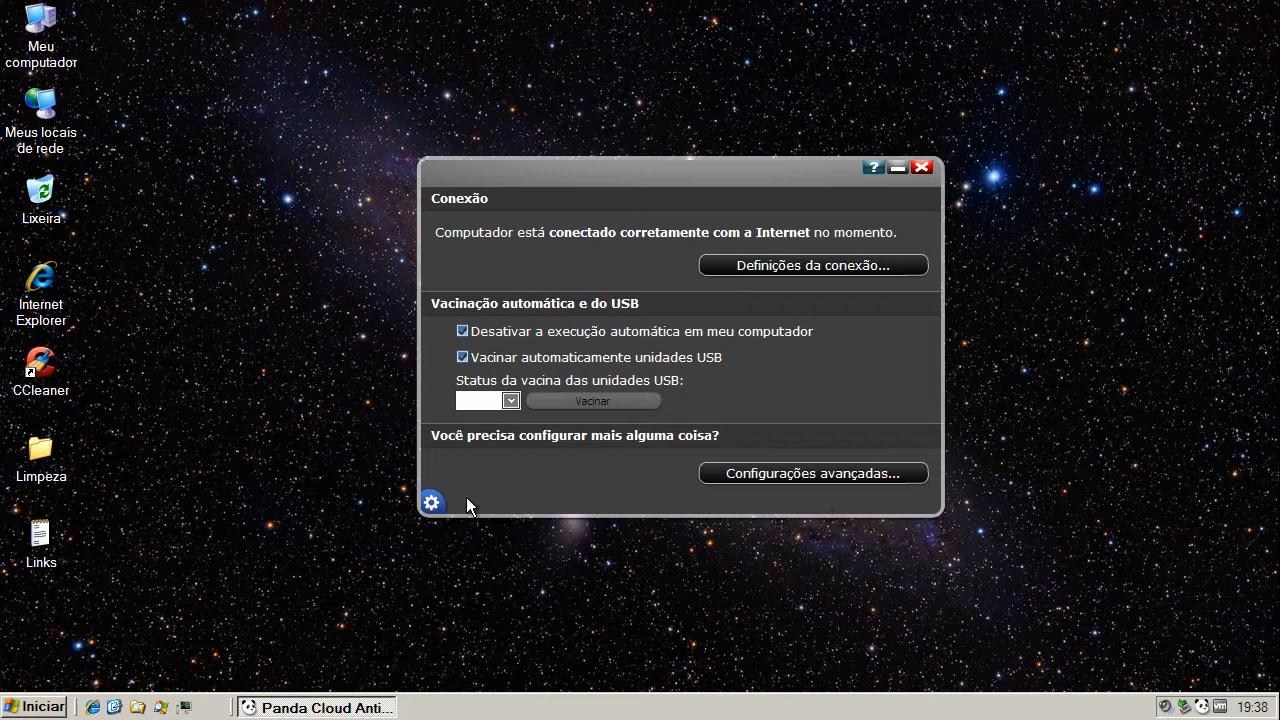 Meu
computador
Meus locais
de rede
Lixeira
Internet
Explorer
CCleaner
Limpeza
Links
?
Conexão
Computador está conectado corretamente com a Internet no momento.
Definições da conexão...
Vacinação automática e do USB
Desativar a execução automática em meu computador
Vacinar automaticamente unidades USB
Status da vacina das unidades USB:
Vacinar
Você precisa configurar mais alguma coisa?
Configurações avançadas...
Iniciar
Panda Cloud Anti...
vm
19:38